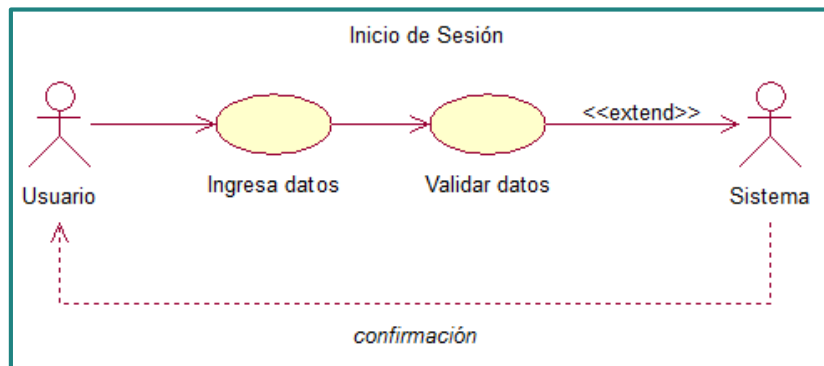 Inicio de Sesión
<<extend>>
Usuario
Ingresa datos
Validar datos
Sistema
confirmación